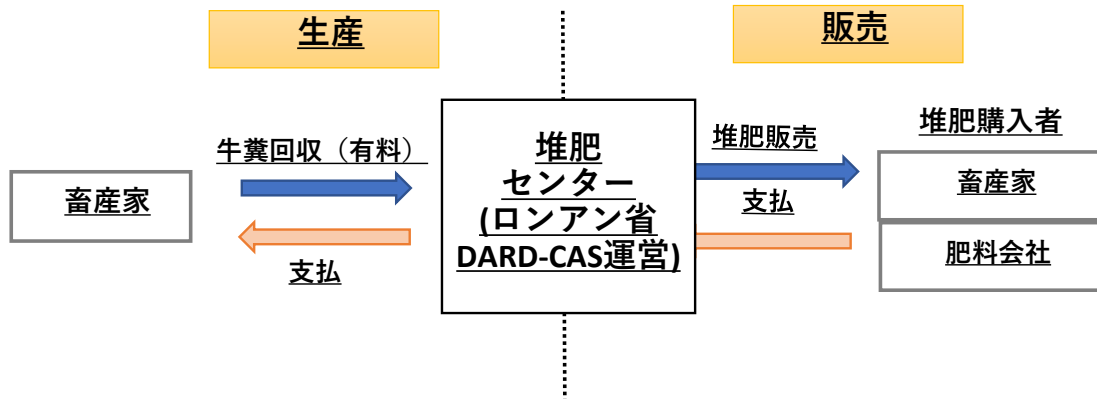 生産
販売
牛糞回収（有料）
畜産家
支払
堆肥
センター
(ロンアン省
DARD-CAS運営)
堆肥販売
支払
堆肥購入者
畜産家
肥料会社